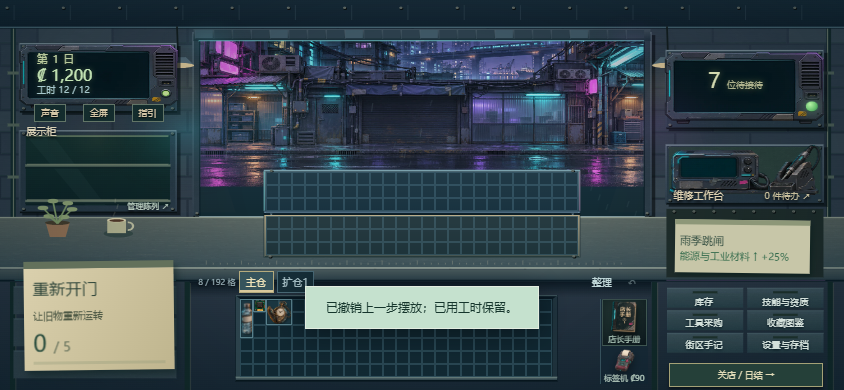 第 1 日
₡ 1,200
工时 12 / 12
声音
全屏
指引
展示柜
管理陈列 ↗
7 位待接待
维修工作台
0 件待办 ↗
雨季跳闸
能源与工业材料 ↑ +25%
重新开门
让旧物重新运转
0 / 5
8 / 192 格
主仓
扩仓1
整理
已撤销上一步摆放；已用工时保留。
店长手册
标签机 ₡90
库存
技能与资质
工具采购
收藏图鉴
街区手记
设置与存档
关店 / 日结 →